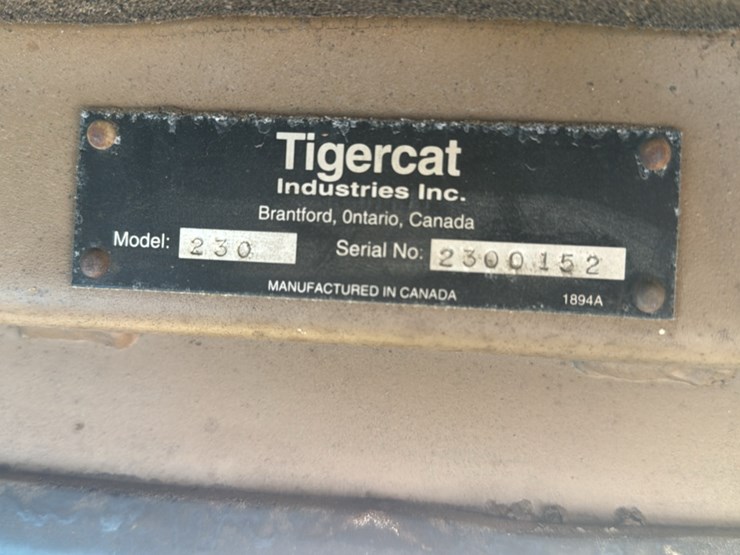 Tigercat
Industries Inc.
Brantford, Ontario, Canada
Model: 230 Serial No: 2300152
MANUFACTURED IN CANADA 1894A